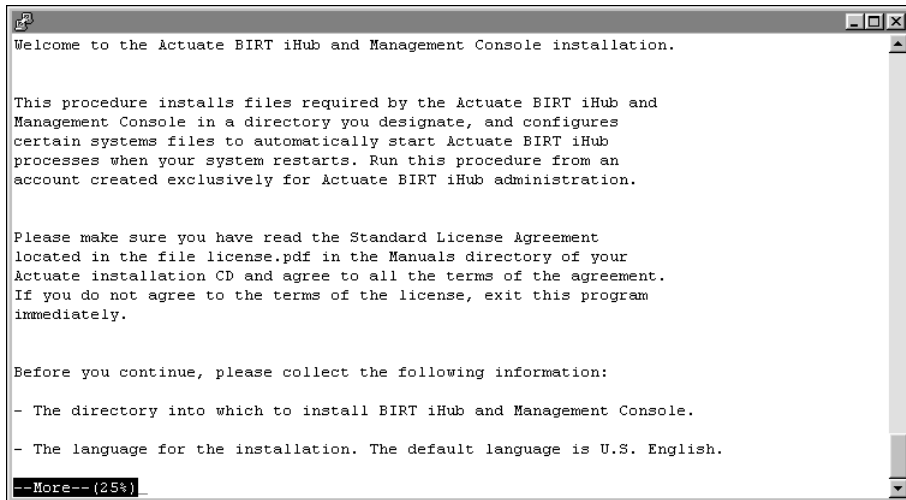 Welcome to the Actuate BIRT iHub and Management Console installation.
This procedure installs files required by the Actuate BIRT iHub and
Management Console in a directory you designate, and configures
certain systems files to automatically start Actuate BIRT iHub
processes when your system restarts. Run this procedure from an
account created exclusively for Actuate BIRT iHub administration.
Please make sure you have read the Standard License Agreement
located in the file license.pdf in the Manuals directory of your
Actuate installation CD and agree to all the terms of the agreement.
If you do not agree to the terms of the license, exit this program
immediately.
Before you continue, please collect the following information:
- The directory into which to install BIRT iHub and Management Console.
- The language for the installation. The default language is U.S. English.
--More--(25%)_